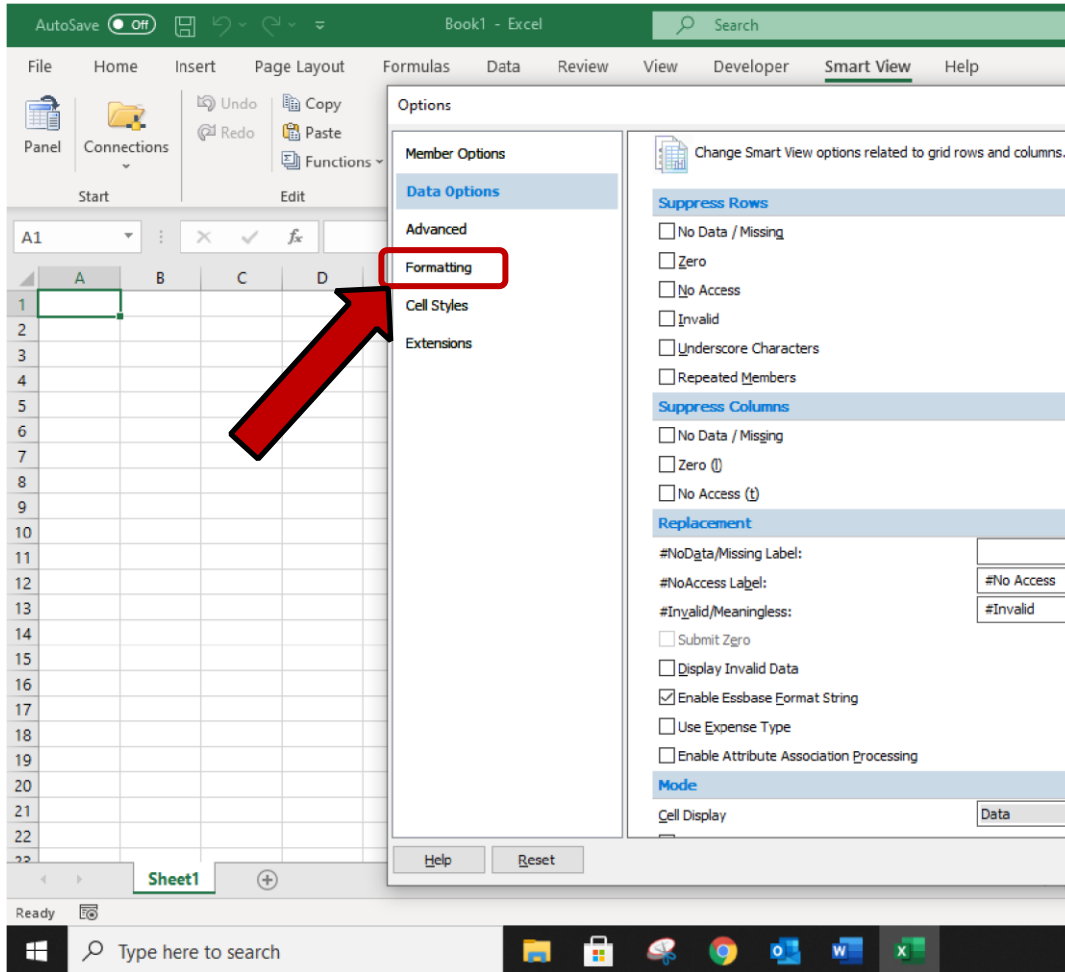 AutoSave Off Book1 - Excel Search
File Home Insert Page Layout Formulas Data Review View Developer Smart View Help
Panel
Connections
Undo
Redo
Copy
Paste
Functions
Start
Edit
A1
fx
A B C D
1
2
3
4
5
6
7
8
9
10
11
12
13
14
15
16
17
18
19
20
21
22
23
Options
Member Options
Data Options
Advanced
Formatting
Cell Styles
Extensions
Change Smart View options related to grid rows and columns.
Suppress Rows
No Data / Missing
Zero
No Access
Invalid
Underscore Characters
Repeated Members
Suppress Columns
No Data / Missing
Zero (l)
No Access (t)
Replacement
#NoData/Missing Label:
#NoAccess Label: #No Access
#Invalid/Meaningless: #Invalid
Submit Zero
Display Invalid Data
Enable Essbase Format String
Use Expense Type
Enable Attribute Association Processing
Mode
Cell Display Data
Help Reset
Sheet1
Ready
Type here to search